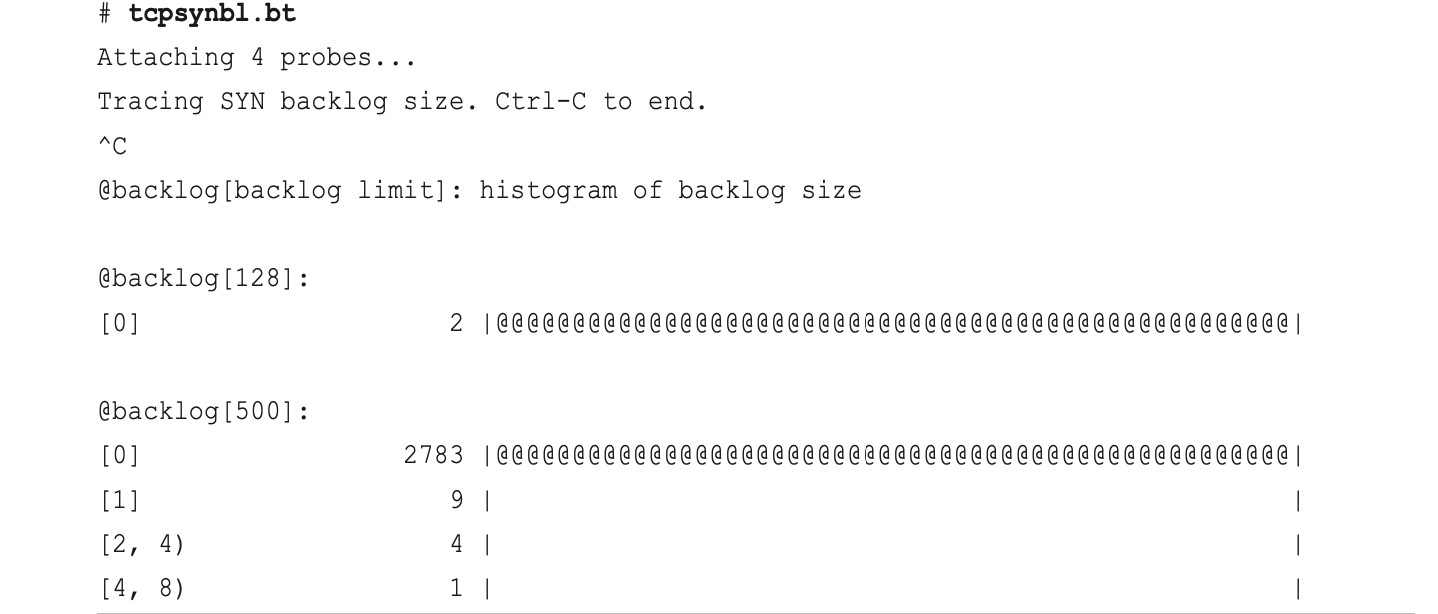 # tcpsynbl.bt
Attaching 4 probes...
Tracing SYN backlog size. Ctrl-C to end.
^C
@backlog[backlog limit]: histogram of backlog size
@backlog[128]:
[0]                    2 |@@@@@@@@@@@@@@@@@@@@@@@@@@@@@@@@@@@@@@@@@@@@@@@@@@@@|
@backlog[500]:
[0]                 2783 |@@@@@@@@@@@@@@@@@@@@@@@@@@@@@@@@@@@@@@@@@@@@@@@@@@@@|
[1]                    9 |                                                    |
[2, 4)                 4 |                                                    |
[4, 8)                 1 |                                                    |